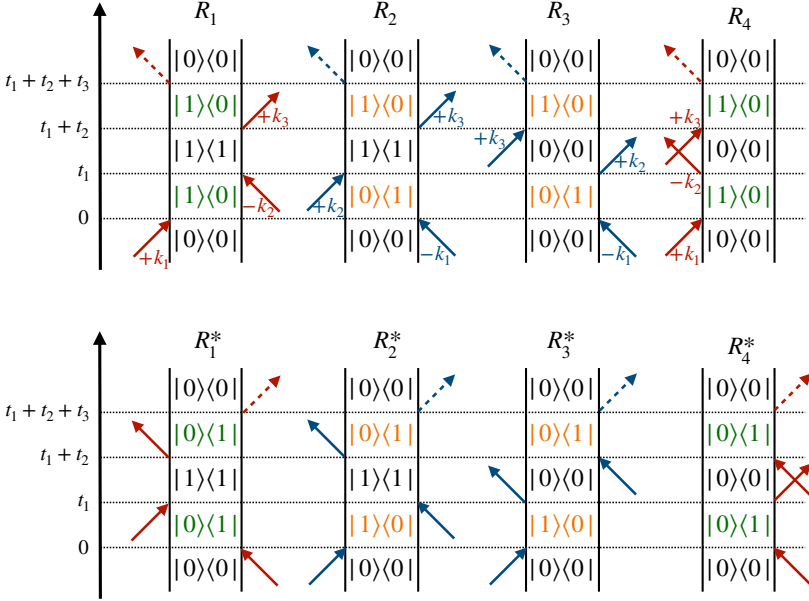 R₁ R₂ R₃ R₄
|0⟩⟨0| |0⟩⟨0| |0⟩⟨0| |0⟩⟨0|
t₁ + t₂ + t₃
|1⟩⟨0| +k₃ |1⟩⟨0| +k₃ |1⟩⟨0| +k₃ |1⟩⟨0|
t₁ + t₂
|1⟩⟨1| |1⟩⟨1| +k₃ |0⟩⟨0| +k₂ |0⟩⟨0|
t₁
|1⟩⟨0| −k₂ +k₂ |0⟩⟨1| |0⟩⟨1| −k₂ |1⟩⟨0|
0
+k₁ |0⟩⟨0| |0⟩⟨0| −k₁ |0⟩⟨0| −k₁ +k₁ |0⟩⟨0|
R₁* R₂* R₃* R₄*
|0⟩⟨0| |0⟩⟨0| |0⟩⟨0| |0⟩⟨0|
t₁ + t₂ + t₃
|0⟩⟨1| |0⟩⟨1| |0⟩⟨1| |0⟩⟨1|
t₁ + t₂
|1⟩⟨1| |1⟩⟨1| |0⟩⟨0| |0⟩⟨0|
t₁
|0⟩⟨1| |1⟩⟨0| |1⟩⟨0| |0⟩⟨1|
0
|0⟩⟨0| |0⟩⟨0| |0⟩⟨0| |0⟩⟨0|